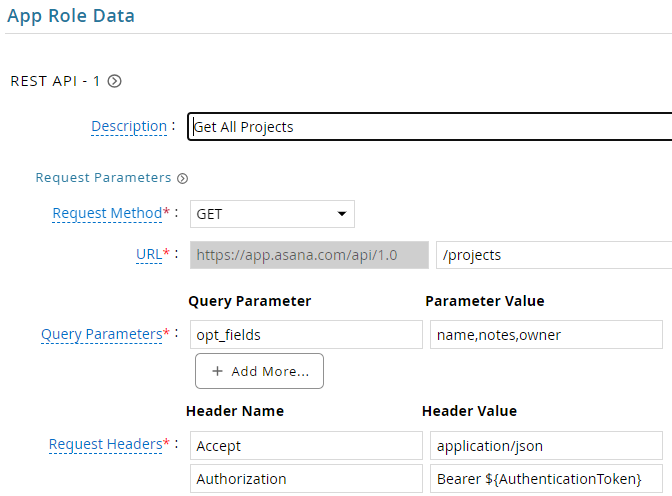 App Role Data
REST API - 1
Description :
Get All Projects
Request Parameters
Request Method* :
GET
URL* :
https://app.asana.com/api/1.0
/projects
Query Parameter
Parameter Value
Query Parameters* :
opt_fields
name,notes,owner
+ Add More...
Header Name
Header Value
Request Headers* :
Accept
application/json
Authorization
Bearer ${AuthenticationToken}